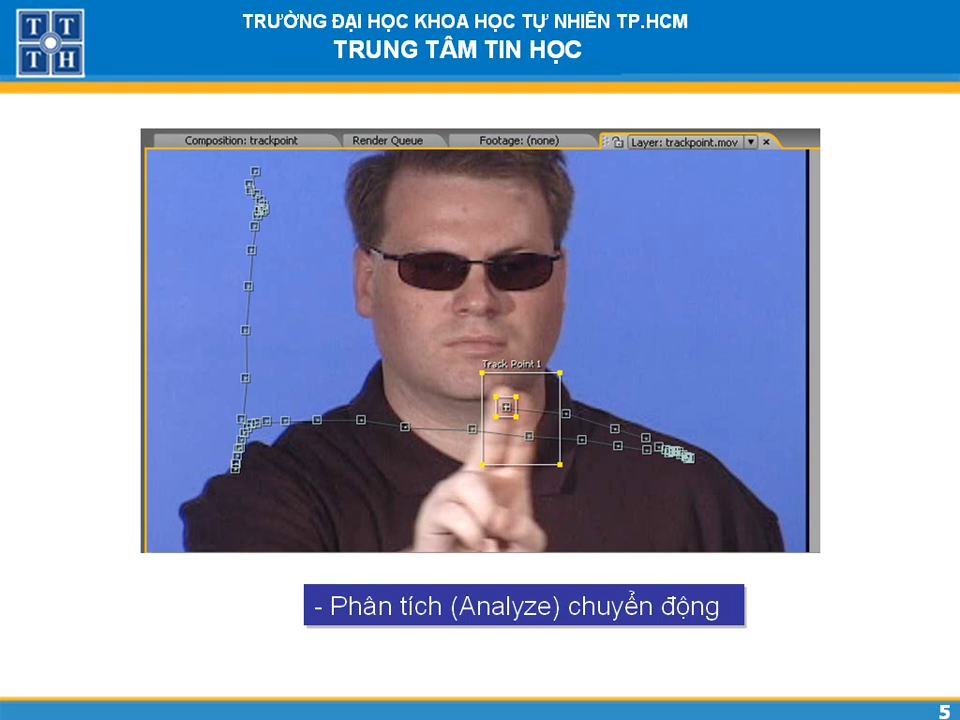 T T
T H
TRƯỜNG ĐẠI HỌC KHOA HỌC TỰ NHIÊN TP.HCM
TRUNG TÂM TIN HỌC
Composition: trackpoint
Render Queue
Footage: (none)
Layer: trackpoint.mov
Track Point 1
- Phân tích (Analyze) chuyển động
5